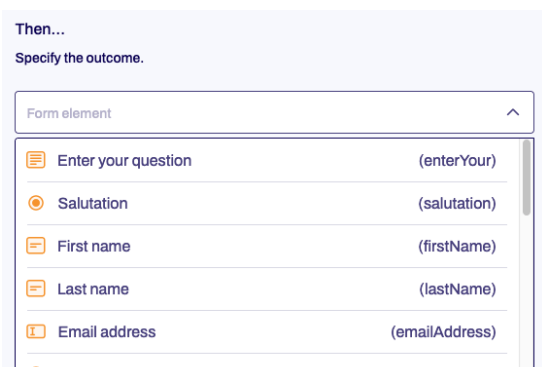 Then...
Specify the outcome.
Form element
Enter your question (enterYour)
Salutation (salutation)
First name (firstName)
Last name (lastName)
Email address (emailAddress)